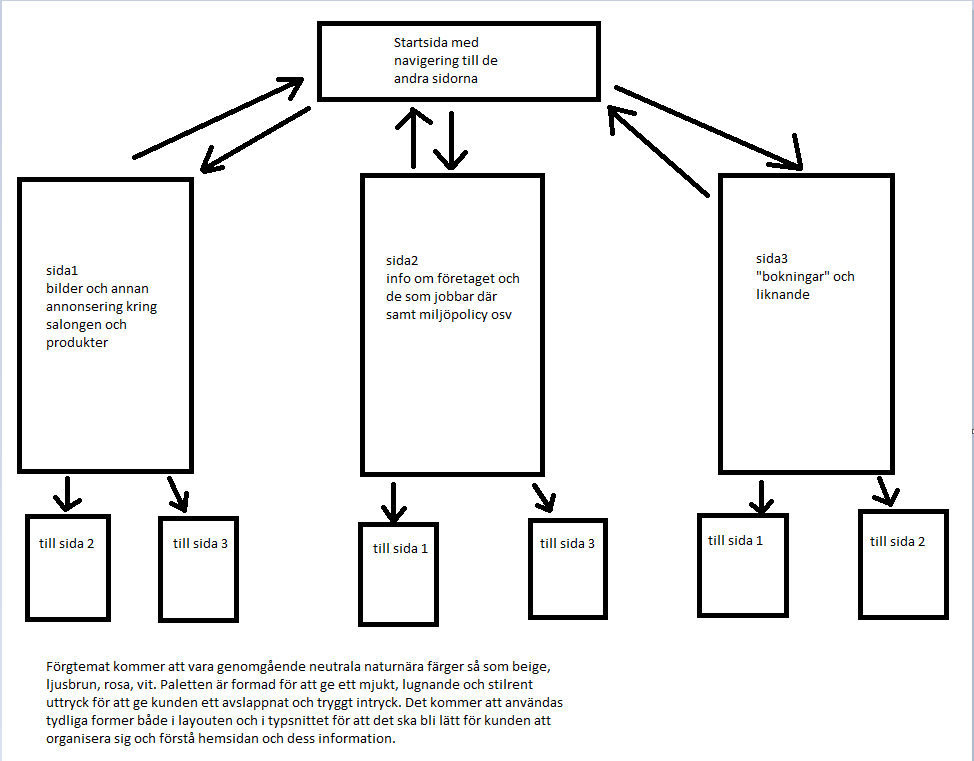 Startsida med
navigering till de
andra sidorna
sida1
bilder och annan
annonsering kring
salongen och
produkter
sida2
info om företaget och
de som jobbar där
samt miljöpolicy osv
sida3
"bokningar" och
liknande
till sida 2
till sida 3
till sida 1
till sida 3
till sida 1
till sida 2
Förgtemat kommer att vara genomgående neutrala naturnära färger så som beige,
ljusbrun, rosa, vit. Paletten är formad för att ge ett mjukt, lugnande och stilrent
uttryck för att ge kunden ett avslappnat och tryggt intryck. Det kommer att användas
tydliga former både i layouten och i typsnittet för att det ska bli lätt för kunden att
organisera sig och förstå hemsidan och dess information.